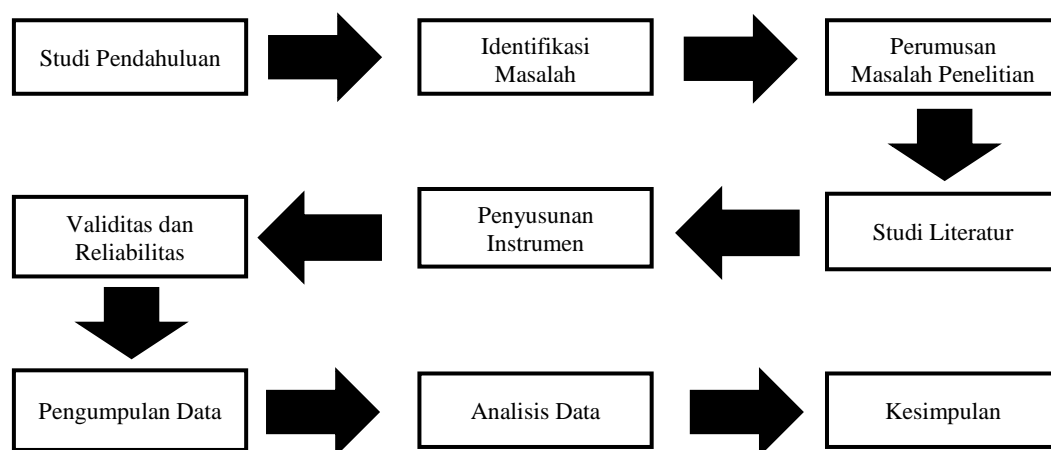 Studi Pendahuluan
Identifikasi
Masalah
Perumusan
Masalah Penelitian
Studi Literatur
Penyusunan
Instrumen
Validitas dan
Reliabilitas
Pengumpulan Data
Analisis Data
Kesimpulan